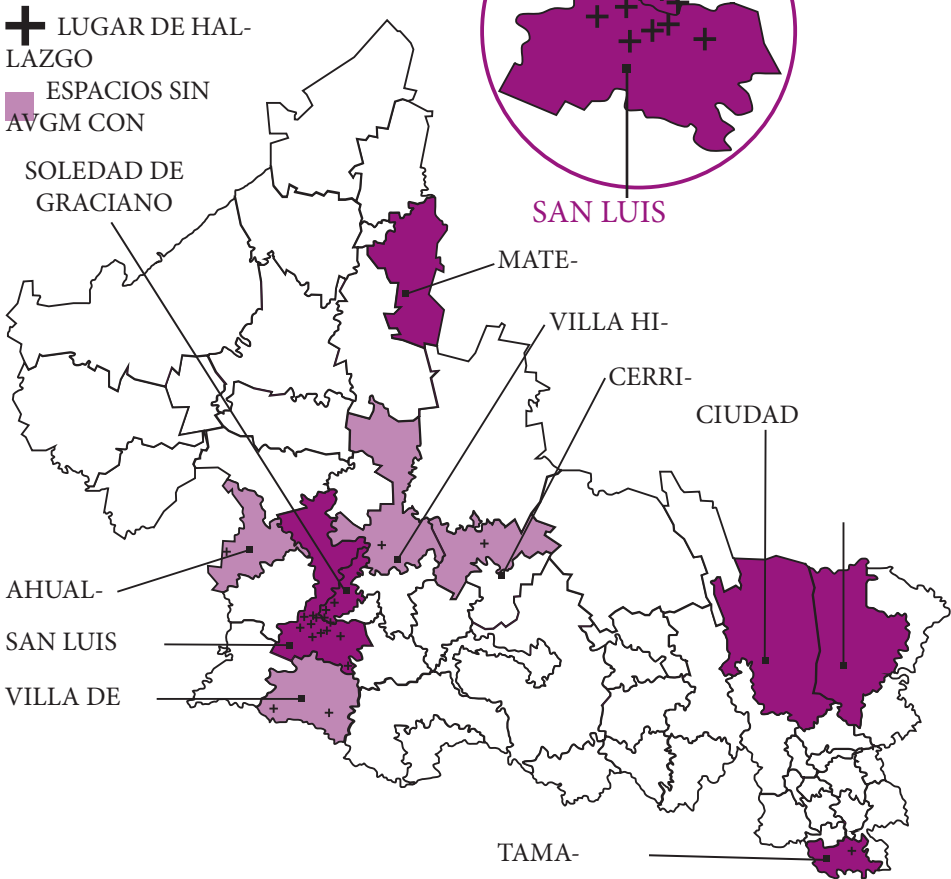 LUGAR DE HAL-
LAZGO
ESPACIOS SIN
AVGM CON
SOLEDAD DE
GRACIANO
SAN LUIS
MATE-
VILLA HI-
CERRI-
CIUDAD
AHUAL-
SAN LUIS
VILLA DE
TAMA-